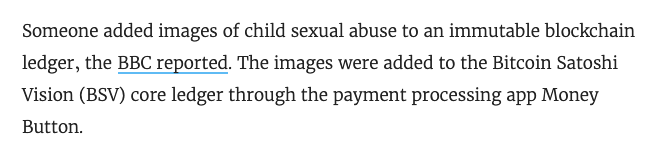 Someone added images of child sexual abuse to an immutable blockchain
ledger, the BBC reported. The images were added to the Bitcoin Satoshi
Vision (BSV) core ledger through the payment processing app Money
Button.